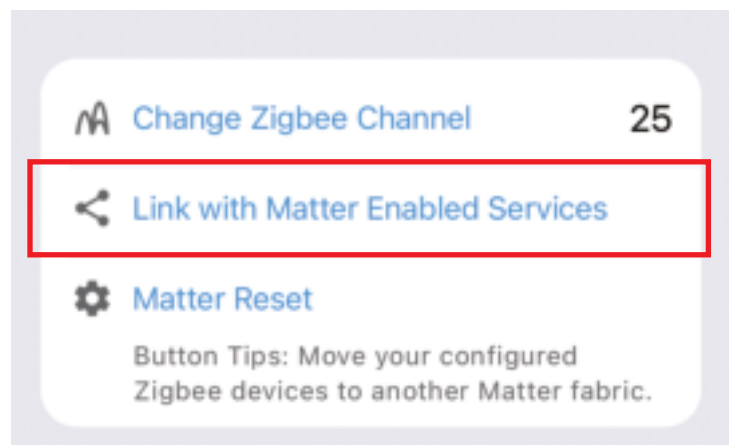 Change Zigbee Channel 25
Link with Matter Enabled Services
Matter Reset
Button Tips: Move your configured
Zigbee devices to another Matter fabric.